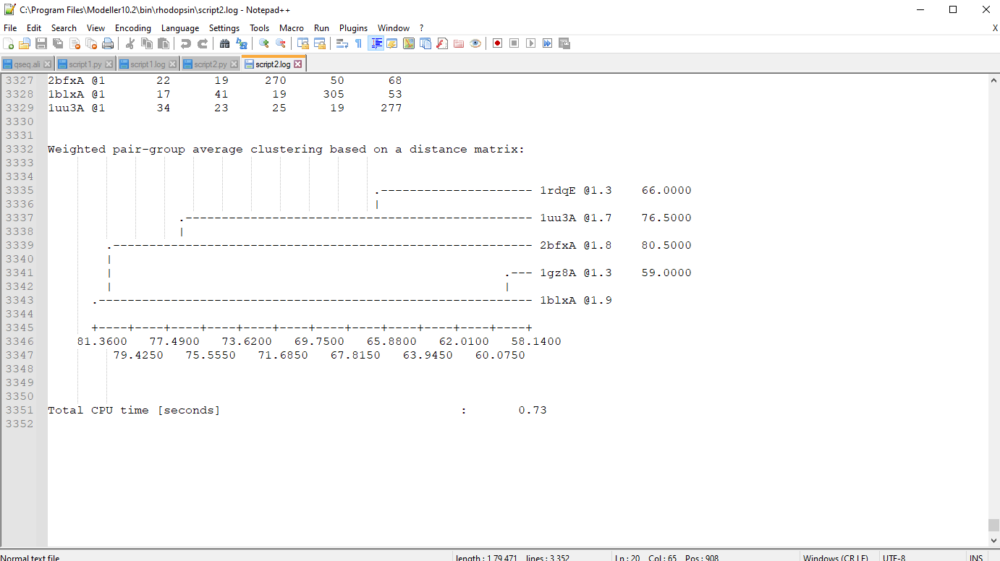 C:\Program Files\Modeller10.2\bin\rhodopsin\script2.log - Notepad++
File Edit Search View Encoding Language Settings Tools Macro Run Plugins Window ? X
qseq.ali script1.py script1.log script2.py script2.log
3327 2bfxA @1 22 19 270 50 68
3328 1blxA @1 17 41 19 305 53
3329 1uu3A @1 34 23 25 19 277
3330
3331
3332 Weighted pair-group average clustering based on a distance matrix:
3333
3334
3335 .--------------------- 1rdqE @1.3 66.0000
3336 |
3337 .------------------------------------------------ 1uu3A @1.7 76.5000
3338 |
3339 .---------------------------------------------------------- 2bfxA @1.8 80.5000
3340 |
3341 | .--- 1gz8A @1.3 59.0000
3342 | |
3343 .------------------------------------------------------------ 1blxA @1.9
3344
3345 +----+----+----+----+----+----+----+----+----+----+----+----+
3346 81.3600 77.4900 73.6200 69.7500 65.8800 62.0100 58.1400
3347 79.4250 75.5550 71.6850 67.8150 63.9450 60.0750
3348
3349
3350
3351 Total CPU time [seconds] : 0.73
3352
Normal text file length : 1,79,471 lines : 3,352 Ln : 20 Col : 65 Pos : 908 Windows (CR LF) UTF-8 INS